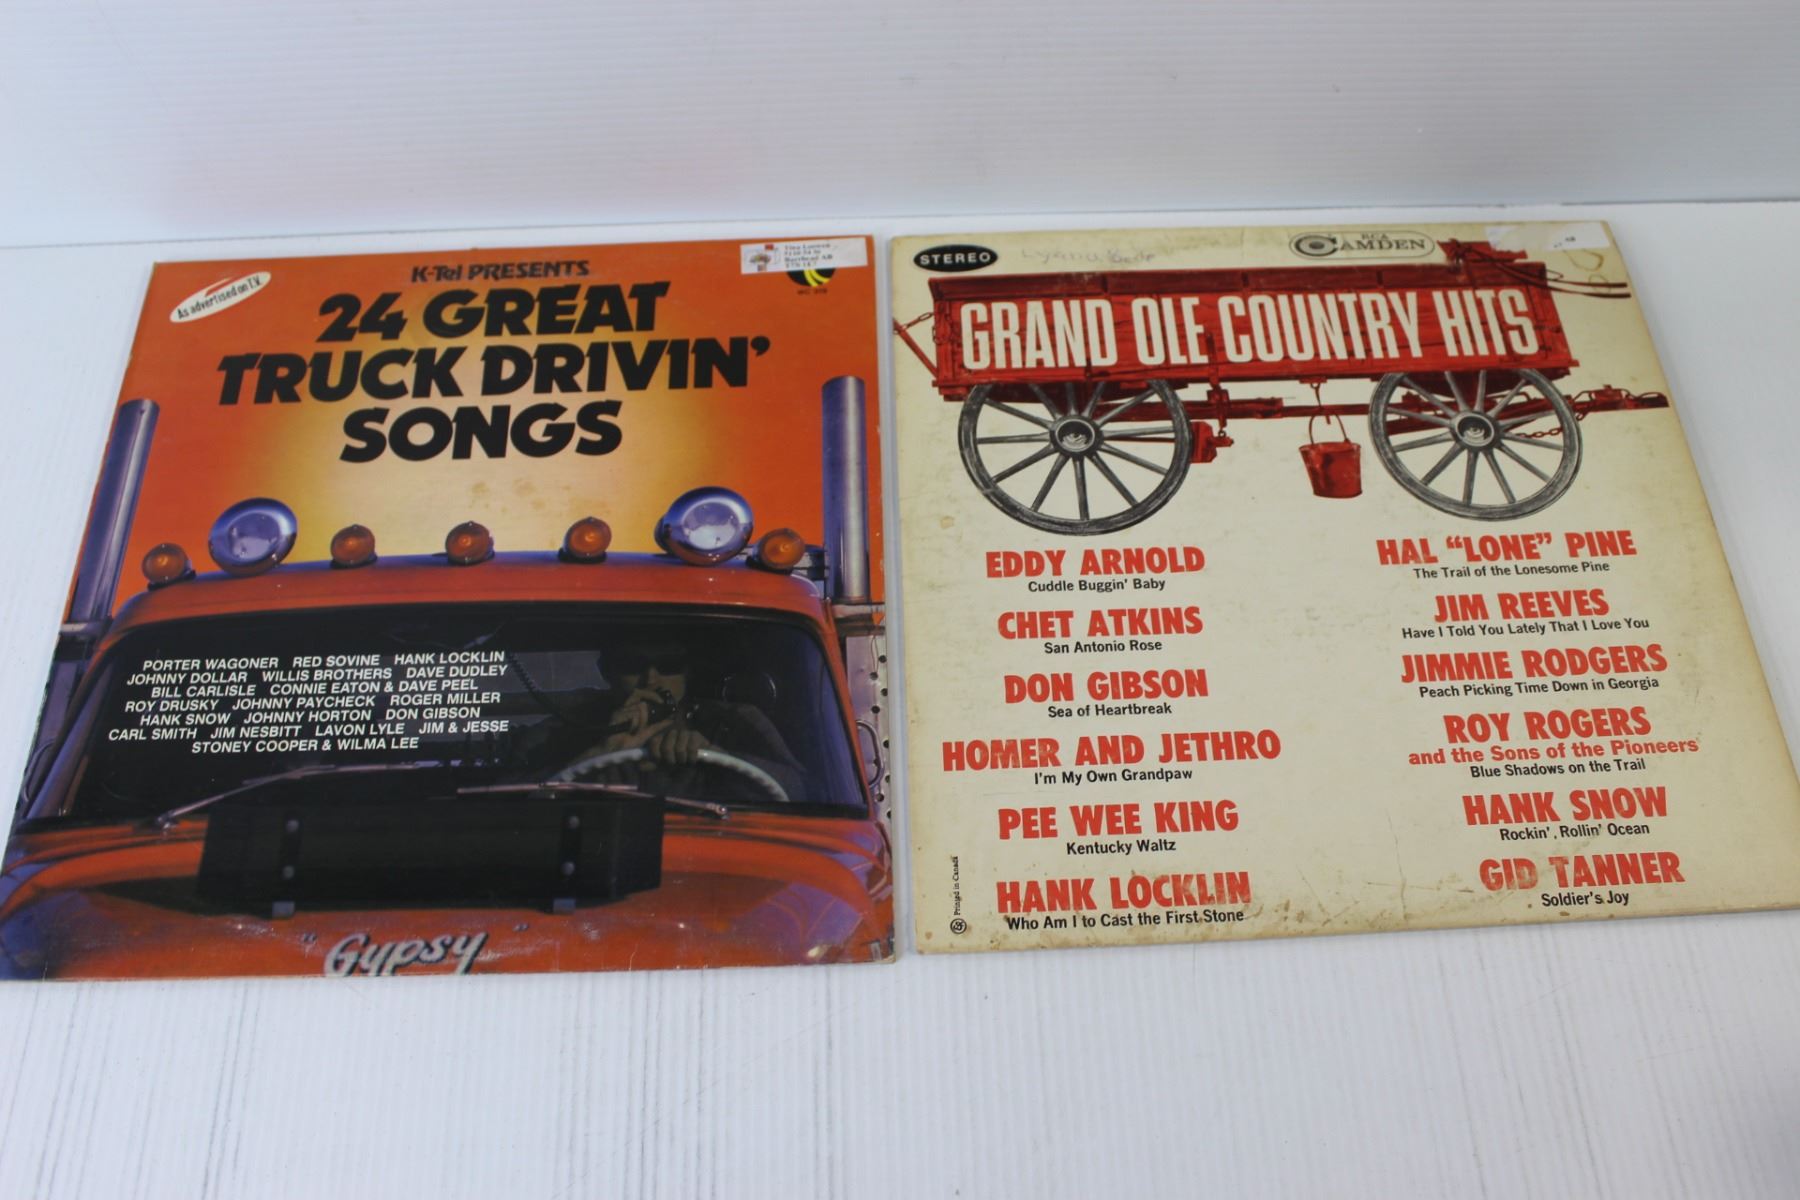 As advertised on T.V.
K-Tel PRESENTS
24 GREAT
TRUCK DRIVIN'
SONGS
PORTER WAGONER RED SOVINE HANK LOCKLIN
JOHNNY DOLLAR WILLIS BROTHERS DAVE DUDLEY
BILL CARLISLE CONNIE EATON & DAVE PEEL
ROY DRUSKY JOHNNY PAYCHECK ROGER MILLER
HANK SNOW JOHNNY HORTON DON GIBSON
CARL SMITH JIM NESBITT LAVON LYLE JIM & JESSE
STONEY COOPER & WILMA LEE
"Gypsy"
STEREO
RCA
CAMDEN
GRAND OLE COUNTRY HITS
EDDY ARNOLD
Cuddle Buggin' Baby
CHET ATKINS
San Antonio Rose
DON GIBSON
Sea of Heartbreak
HOMER AND JETHRO
I'm My Own Grandpaw
PEE WEE KING
Kentucky Waltz
HANK LOCKLIN
Who Am I to Cast the First Stone
HAL "LONE" PINE
The Trail of the Lonesome Pine
JIM REEVES
Have I Told You Lately That I Love You
JIMMIE RODGERS
Peach Picking Time Down in Georgia
ROY ROGERS
and the Sons of the Pioneers
Blue Shadows on the Trail
HANK SNOW
Rockin', Rollin' Ocean
GID TANNER
Soldier's Joy
Printed in Canada